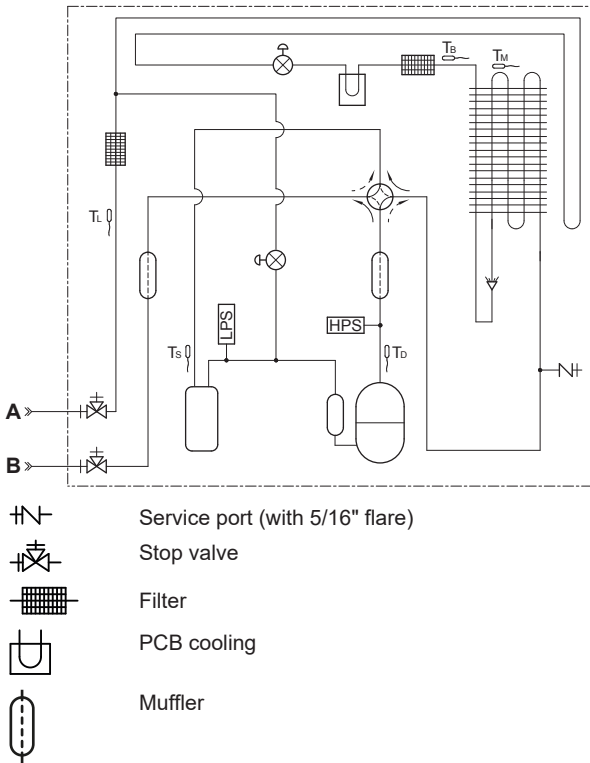 TB
TM
TL
LPS
HPS
TS
TD
A
B
Service port (with 5/16" flare)
Stop valve
Filter
PCB cooling
Muffler